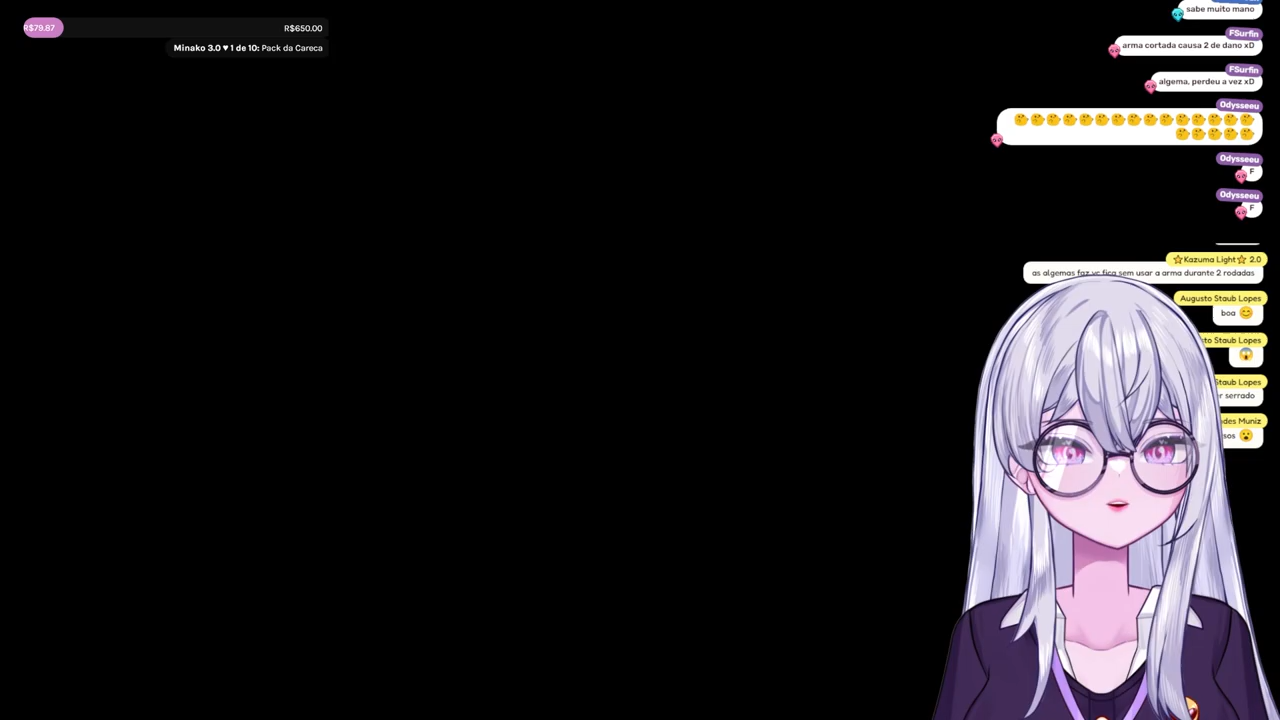 R$79.87
R$650.00
Minako 3.0 ♥ 1 de 10: Pack da Careca
sabe muito mano
FSurfin
arma cortada causa 2 de dano xD
FSurfin
algema, perdeu a vez xD
Odysseeu
Odysseeu
F
Odysseeu
F
⭐Kazuma Light⭐ 2.0
as algemas faz vc fica sem usar a arma durante 2 rodadas
Augusto Staub Lopes
boa 😊
sto Staub Lopes
😱
Staub Lopes
er serrado
ndes Muniz
sos 😮